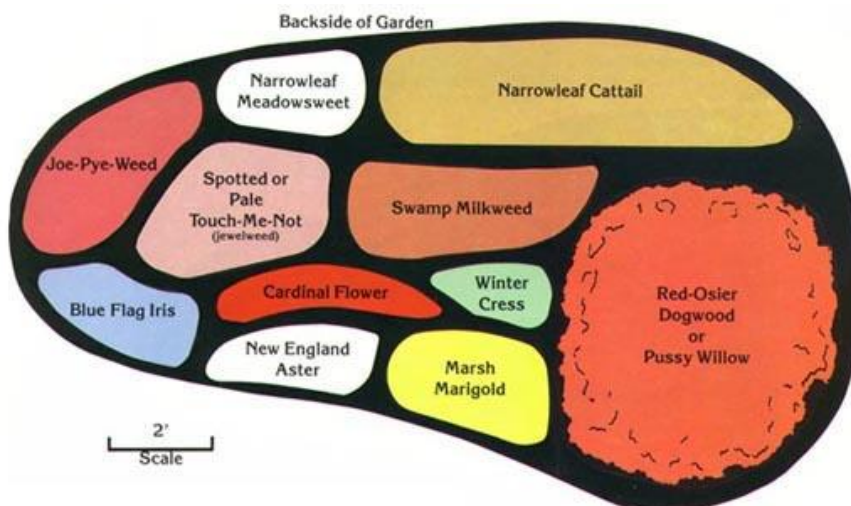 Backside of Garden
Narrowleaf
Meadowsweet
Narrowleaf Cattail
Joe-Pye-Weed
Spotted or
Pale
Touch-Me-Not
(jewelweed)
Swamp Milkweed
Blue Flag Iris
Cardinal Flower
Winter
Cress
Red-Osier
Dogwood
or
Pussy Willow
New England
Aster
Marsh
Marigold
2'
Scale